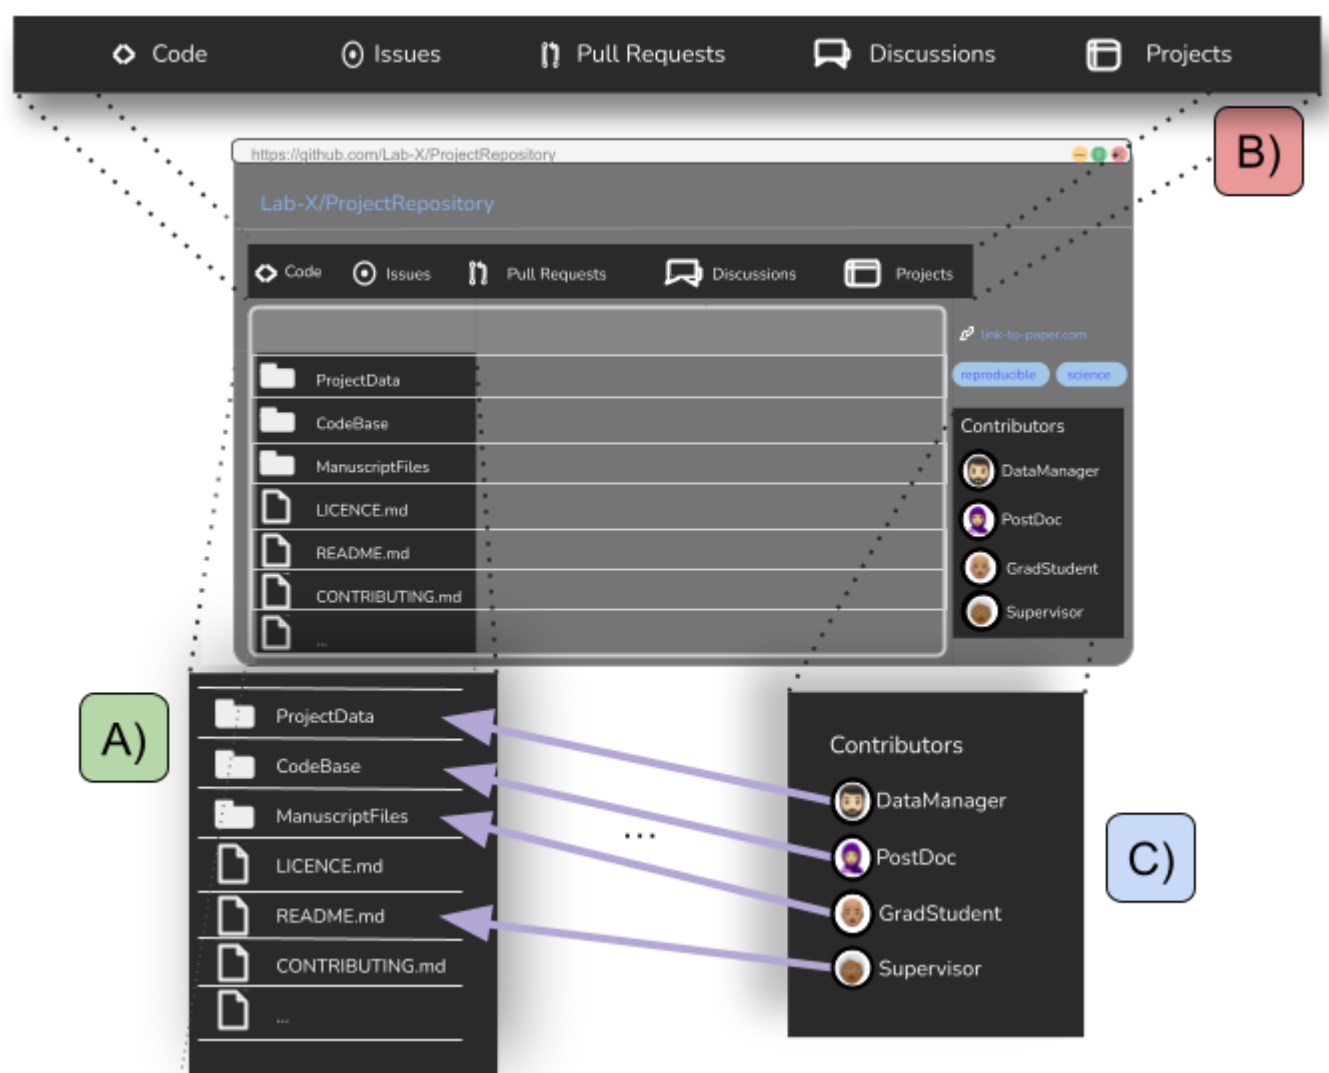 Code Issues Pull Requests Discussions Projects
B)
https://github.com/Lab-X/ProjectRepository
Lab-X/ProjectRepository
Code Issues Pull Requests Discussions Projects
link-to-paper.com
reproducible science
ProjectData
CodeBase
ManuscriptFiles
LICENCE.md
README.md
CONTRIBUTING.md
...
Contributors
DataManager
PostDoc
GradStudent
Supervisor
A)
ProjectData
CodeBase
ManuscriptFiles
LICENCE.md
README.md
CONTRIBUTING.md
...
...
Contributors
DataManager
PostDoc
GradStudent
Supervisor
C)